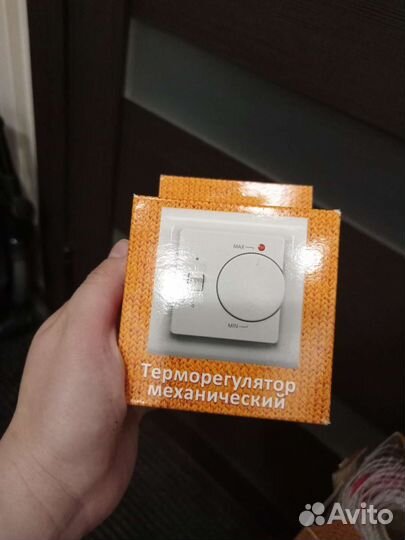 MAX
MIN
Терморегулятор
механический
Avito